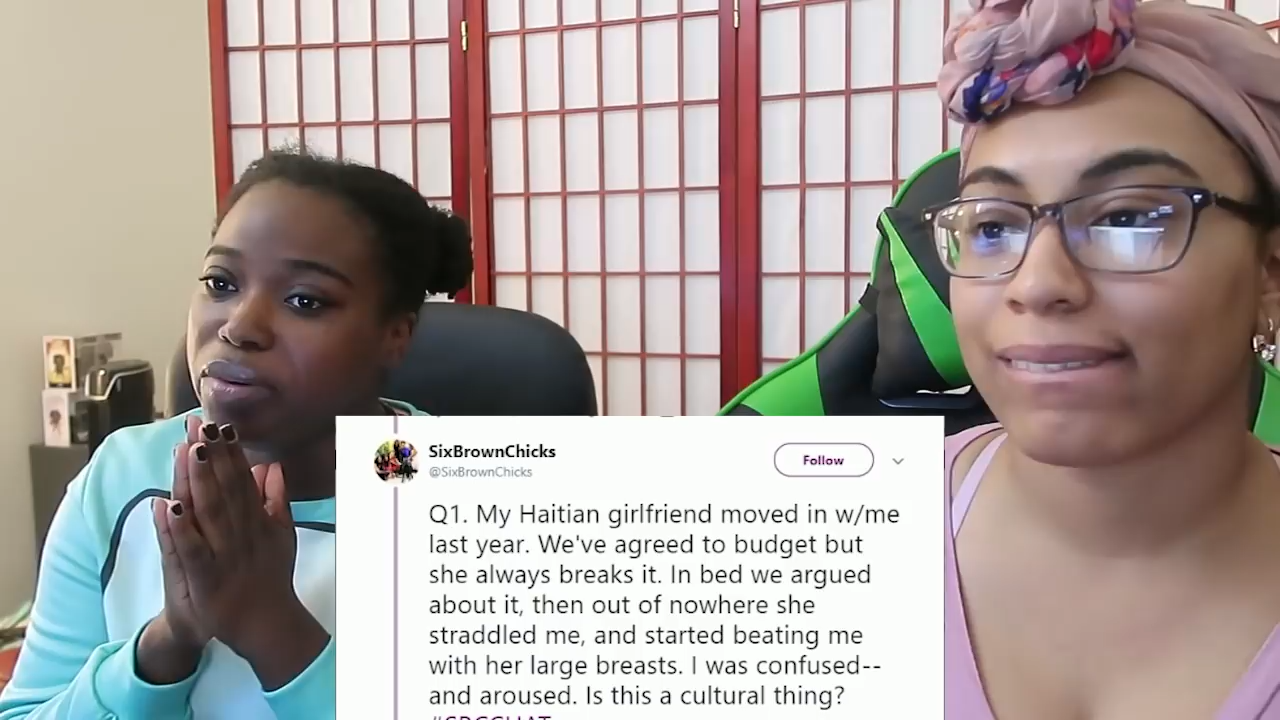 SixBrownChicks
@SixBrownChicks
Follow
Q1. My Haitian girlfriend moved in w/me
last year. We've agreed to budget but
she always breaks it. In bed we argued
about it, then out of nowhere she
straddled me, and started beating me
with her large breasts. I was confused--
and aroused. Is this a cultural thing?
#SBCCHAT